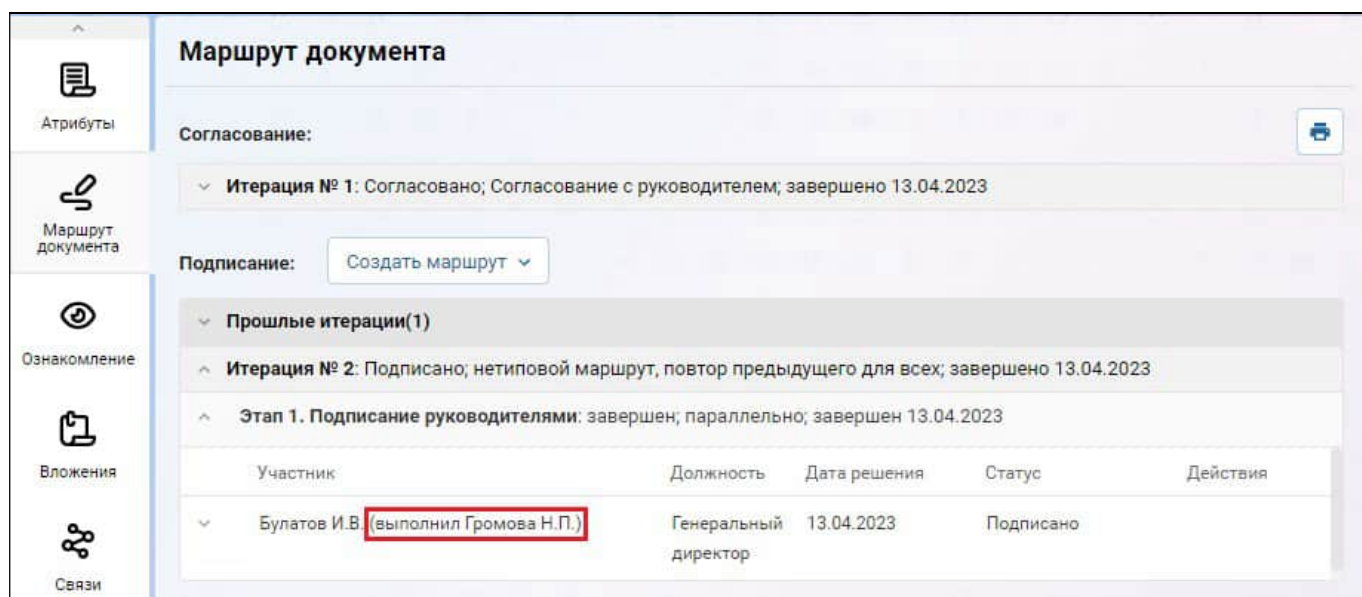 Маршрут документа
Атрибуты
Согласование:
Итерация № 1: Согласовано; Согласование с руководителем; завершено 13.04.2023
Маршрут
документа
Подписание:
Создать маршрут
Прошлые итерации(1)
Ознакомление
Итерация № 2: Подписано; нетиповой маршрут, повтор предыдущего для всех; завершено 13.04.2023
Этап 1. Подписание руководителями: завершен; параллельно; завершен 13.04.2023
Вложения
Участник Должность Дата решения Статус Действия
Булатов И.В. (выполнил Громова Н.П.) Генеральный 13.04.2023 Подписано
директор
Связи